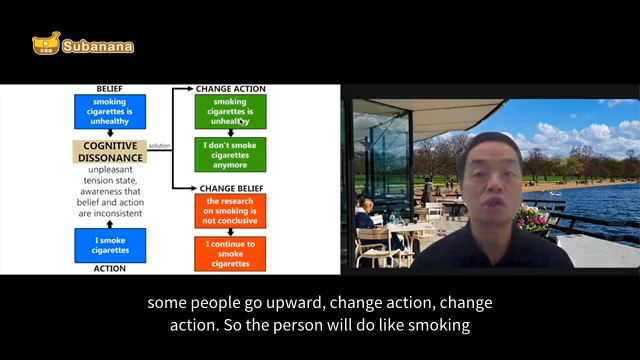 Subanana
BELIEF
smoking
cigarettes is
unhealthy
COGNITIVE
DISSONANCE
unpleasant
tension state,
awareness that
belief and action
are inconsistent
I smoke
cigarettes
ACTION
solution
CHANGE ACTION
smoking
cigarettes is
unhealthy
I don't smoke
cigarettes
anymore
CHANGE BELIEF
the research
on smoking is
not conclusive
I continue to
smoke
cigarettes
some people go upward, change action, change
action. So the person will do like smoking